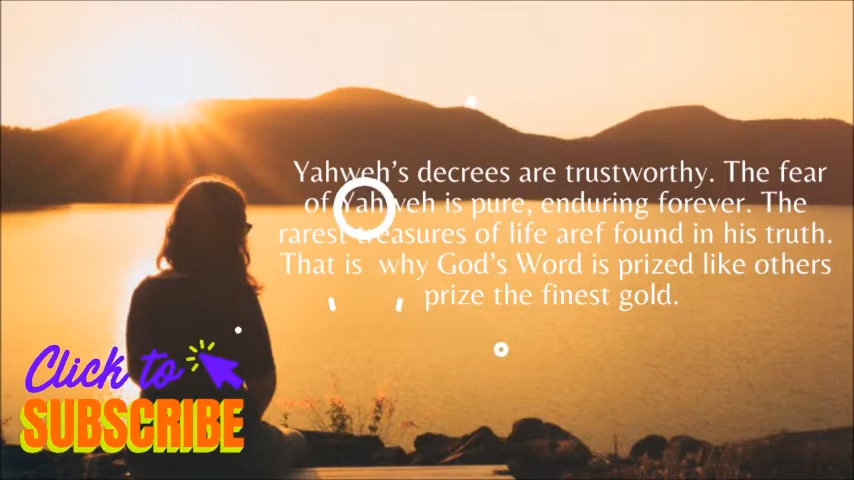 Yahweh's decrees are trustworthy. The fear
of Yahweh is pure, enduring forever. The
rarest treasures of life aref found in his truth.
That is  why God's Word is prized like others
prize the finest gold.
Click to
SUBSCRIBE